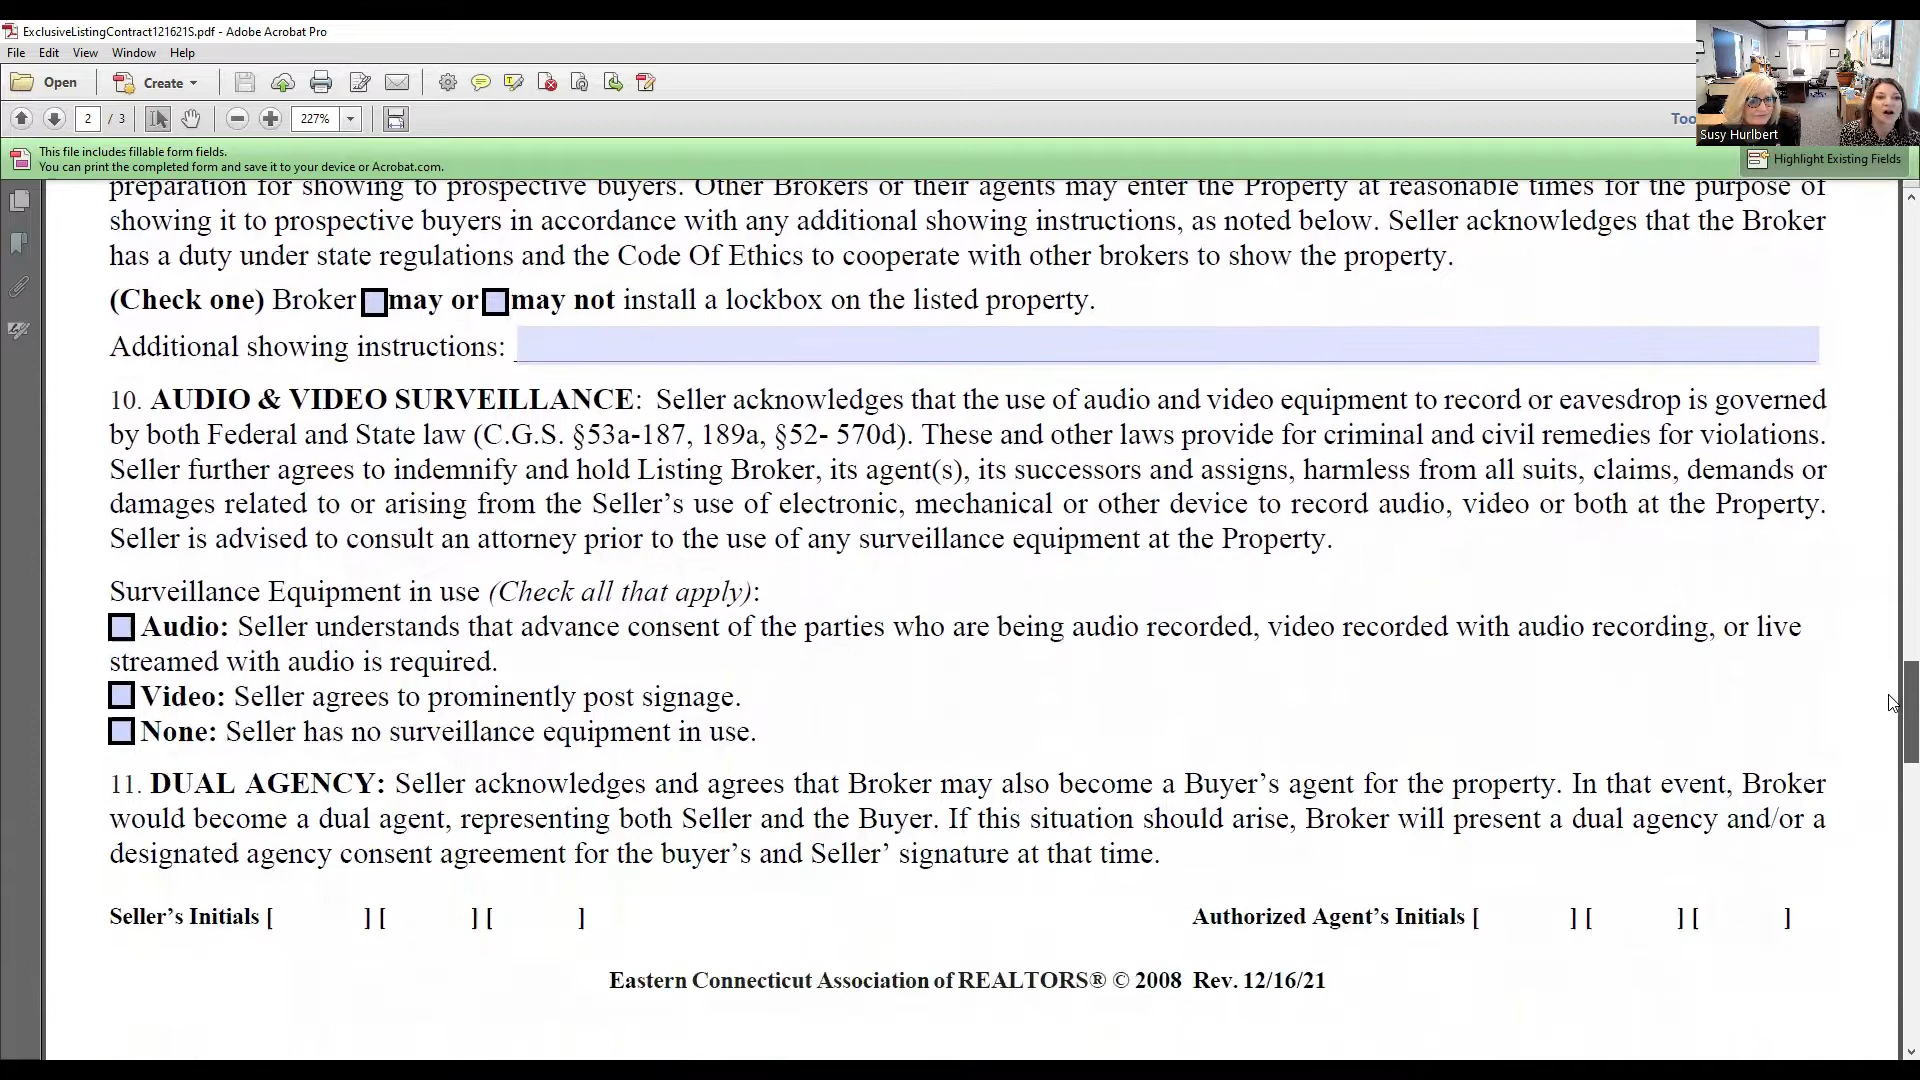 ExclusiveListingContract121621S.pdf - Adobe Acrobat Pro
File Edit View Window Help
Open Create
2 / 3 227% Too
Susy Hurlbert
This file includes fillable form fields.
You can print the completed form and save it to your device or Acrobat.com.
Highlight Existing Fields
preparation for showing to prospective buyers. Other Brokers or their agents may enter the Property at reasonable times for the purpose of
showing it to prospective buyers in accordance with any additional showing instructions, as noted below. Seller acknowledges that the Broker
has a duty under state regulations and the Code Of Ethics to cooperate with other brokers to show the property.
(Check one) Broker may or may not install a lockbox on the listed property.
Additional showing instructions:
10. AUDIO & VIDEO SURVEILLANCE: Seller acknowledges that the use of audio and video equipment to record or eavesdrop is governed
by both Federal and State law (C.G.S. §53a-187, 189a, §52- 570d). These and other laws provide for criminal and civil remedies for violations.
Seller further agrees to indemnify and hold Listing Broker, its agent(s), its successors and assigns, harmless from all suits, claims, demands or
damages related to or arising from the Seller's use of electronic, mechanical or other device to record audio, video or both at the Property.
Seller is advised to consult an attorney prior to the use of any surveillance equipment at the Property.
Surveillance Equipment in use (Check all that apply):
Audio: Seller understands that advance consent of the parties who are being audio recorded, video recorded with audio recording, or live
streamed with audio is required.
Video: Seller agrees to prominently post signage.
None: Seller has no surveillance equipment in use.
11. DUAL AGENCY: Seller acknowledges and agrees that Broker may also become a Buyer's agent for the property. In that event, Broker
would become a dual agent, representing both Seller and the Buyer. If this situation should arise, Broker will present a dual agency and/or a
designated agency consent agreement for the buyer's and Seller' signature at that time.
Seller's Initials [ ] [ ] [ ] Authorized Agent's Initials [ ] [ ] [ ]
Eastern Connecticut Association of REALTORS® © 2008 Rev. 12/16/21